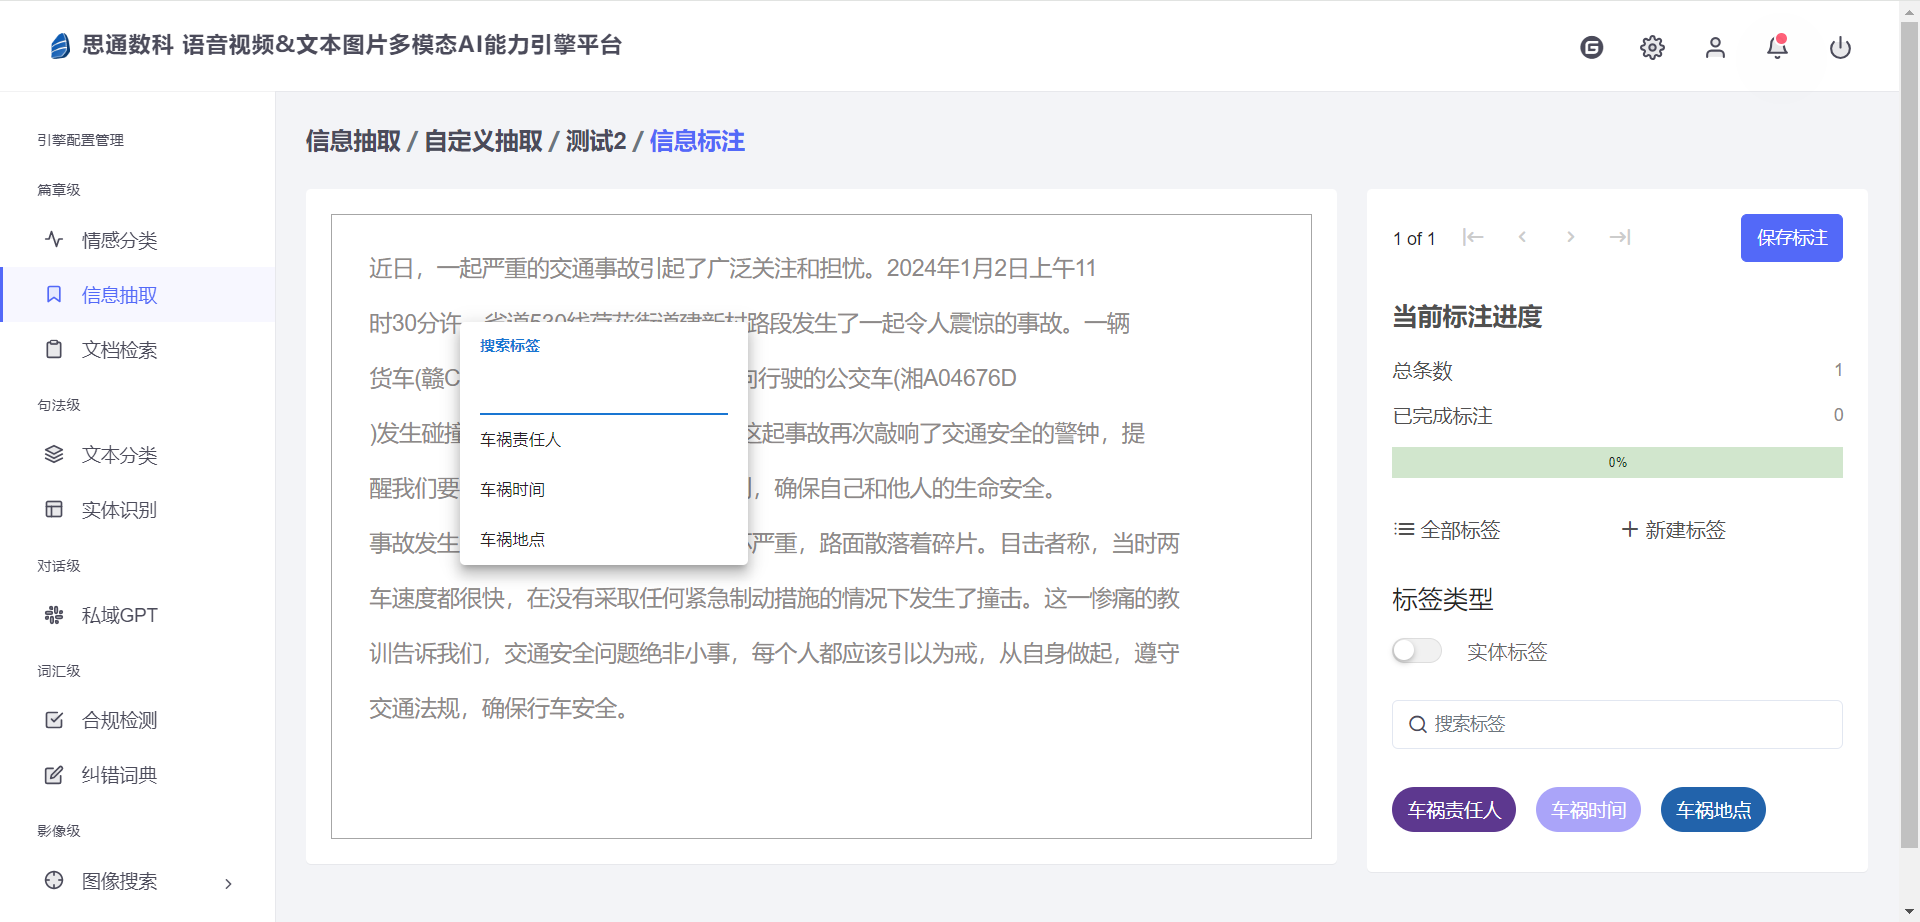 思通数科 语音视频&文本图片多模态AI能力引擎平台
引擎配置管理
篇章级
情感分类
信息抽取
文档检索
句法级
文本分类
实体识别
对话级
私域GPT
词汇级
合规检测
纠错词典
影像级
图像搜索
信息抽取 / 自定义抽取 / 测试2 / 信息标注
近日，一起严重的交通事故引起了广泛关注和担忧。2024年1月2日上午11
时30分许，省道530线荷花街道建新村路段发生了一起令人震惊的事故。一辆
货车(赣C 行驶的公交车(湘A04676D
)发生碰撞 这起事故再次敲响了交通安全的警钟，提
醒我们要 ，确保自己和他人的生命安全。
事故发生 严重，路面散落着碎片。目击者称，当时两
车速度都很快，在没有采取任何紧急制动措施的情况下发生了撞击。这一惨痛的教
训告诉我们，交通安全问题绝非小事，每个人都应该引以为戒，从自身做起，遵守
交通法规，确保行车安全。
搜索标签
车祸责任人
车祸时间
车祸地点
1 of 1
保存标注
当前标注进度
总条数 1
已完成标注 0
0%
全部标签
新建标签
标签类型
实体标签
搜索标签
车祸责任人 车祸时间 车祸地点